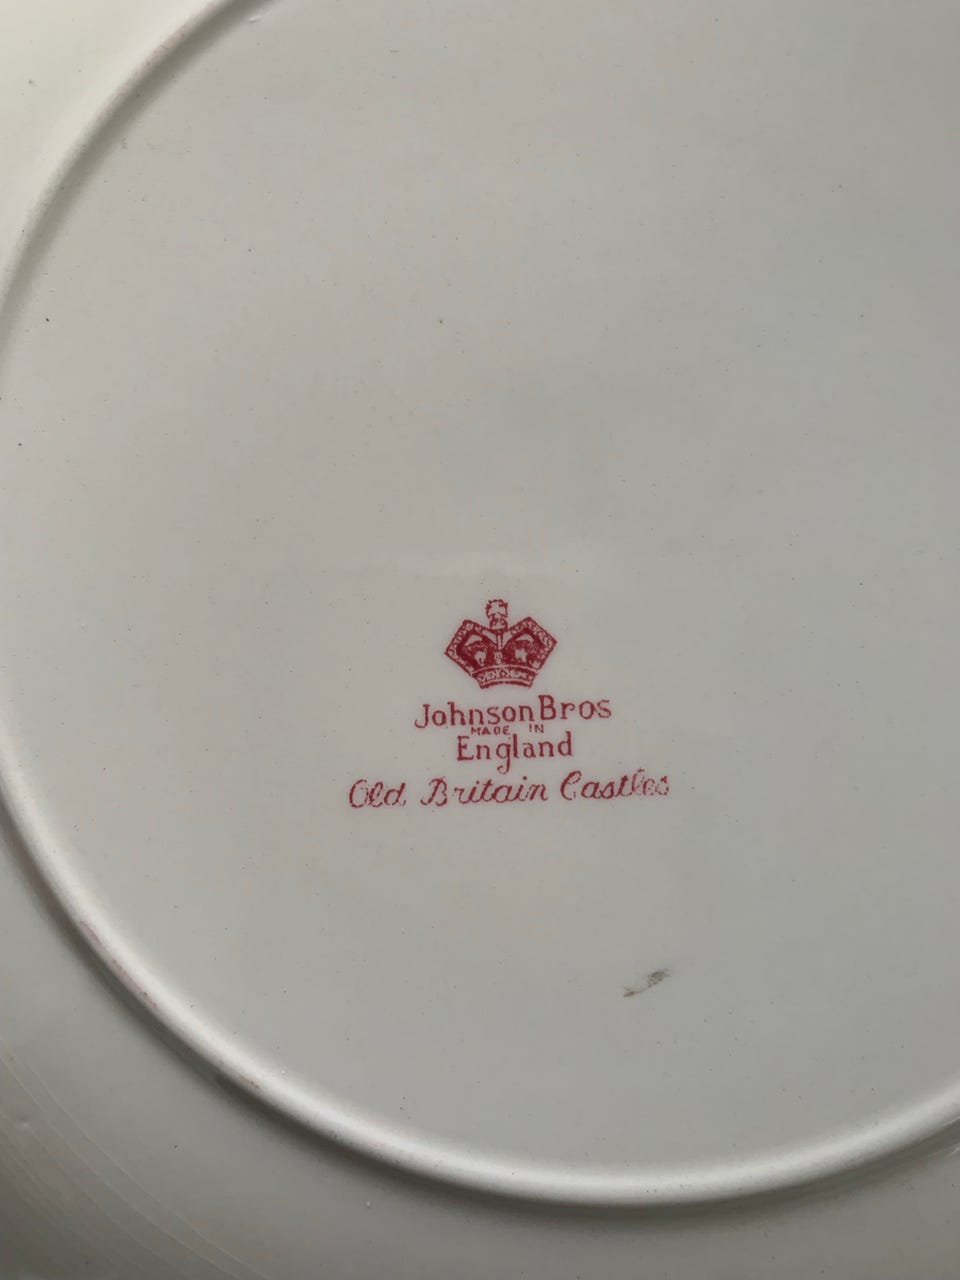 Johnson Bros
MADE IN
England
Old Britain Castles